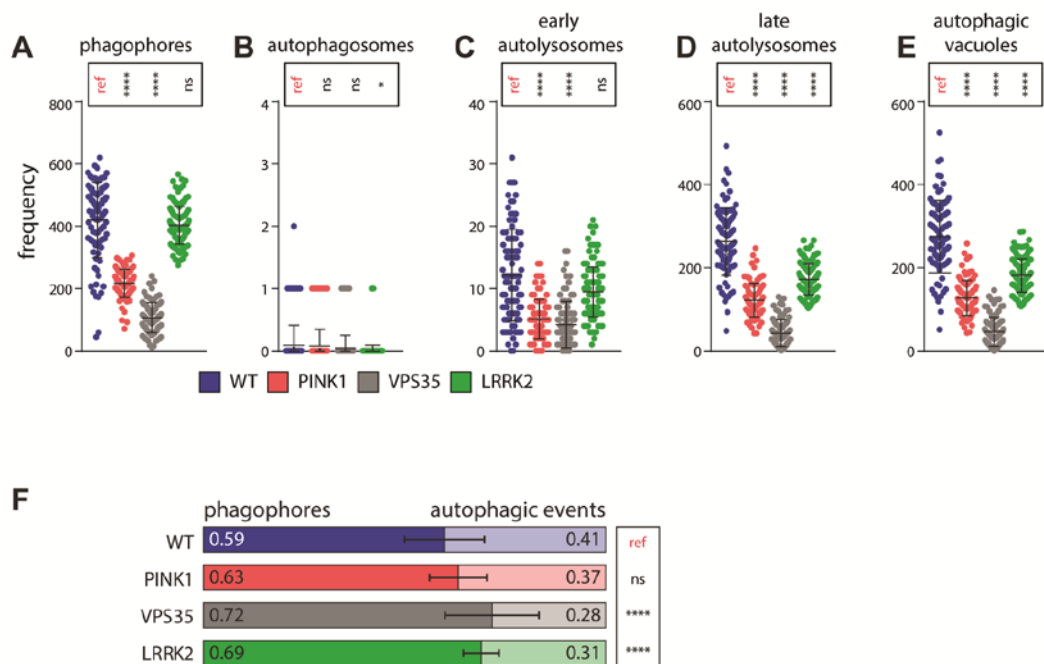 A phagophores
ref **** **** ns
800
600
400
200
0
frequency
B autophagosomes
ref ns ns *
4
3
2
1
0
C early
autolysosomes
ref **** **** ns
40
30
20
10
0
D late
autolysosomes
ref **** **** ****
600
400
200
0
E autophagic
vacuoles
ref **** **** ****
600
400
200
0
WT PINK1 VPS35 LRRK2
F
phagophores autophagic events
WT 0.59 0.41 ref
PINK1 0.63 0.37 ns
VPS35 0.72 0.28 ****
LRRK2 0.69 0.31 ****